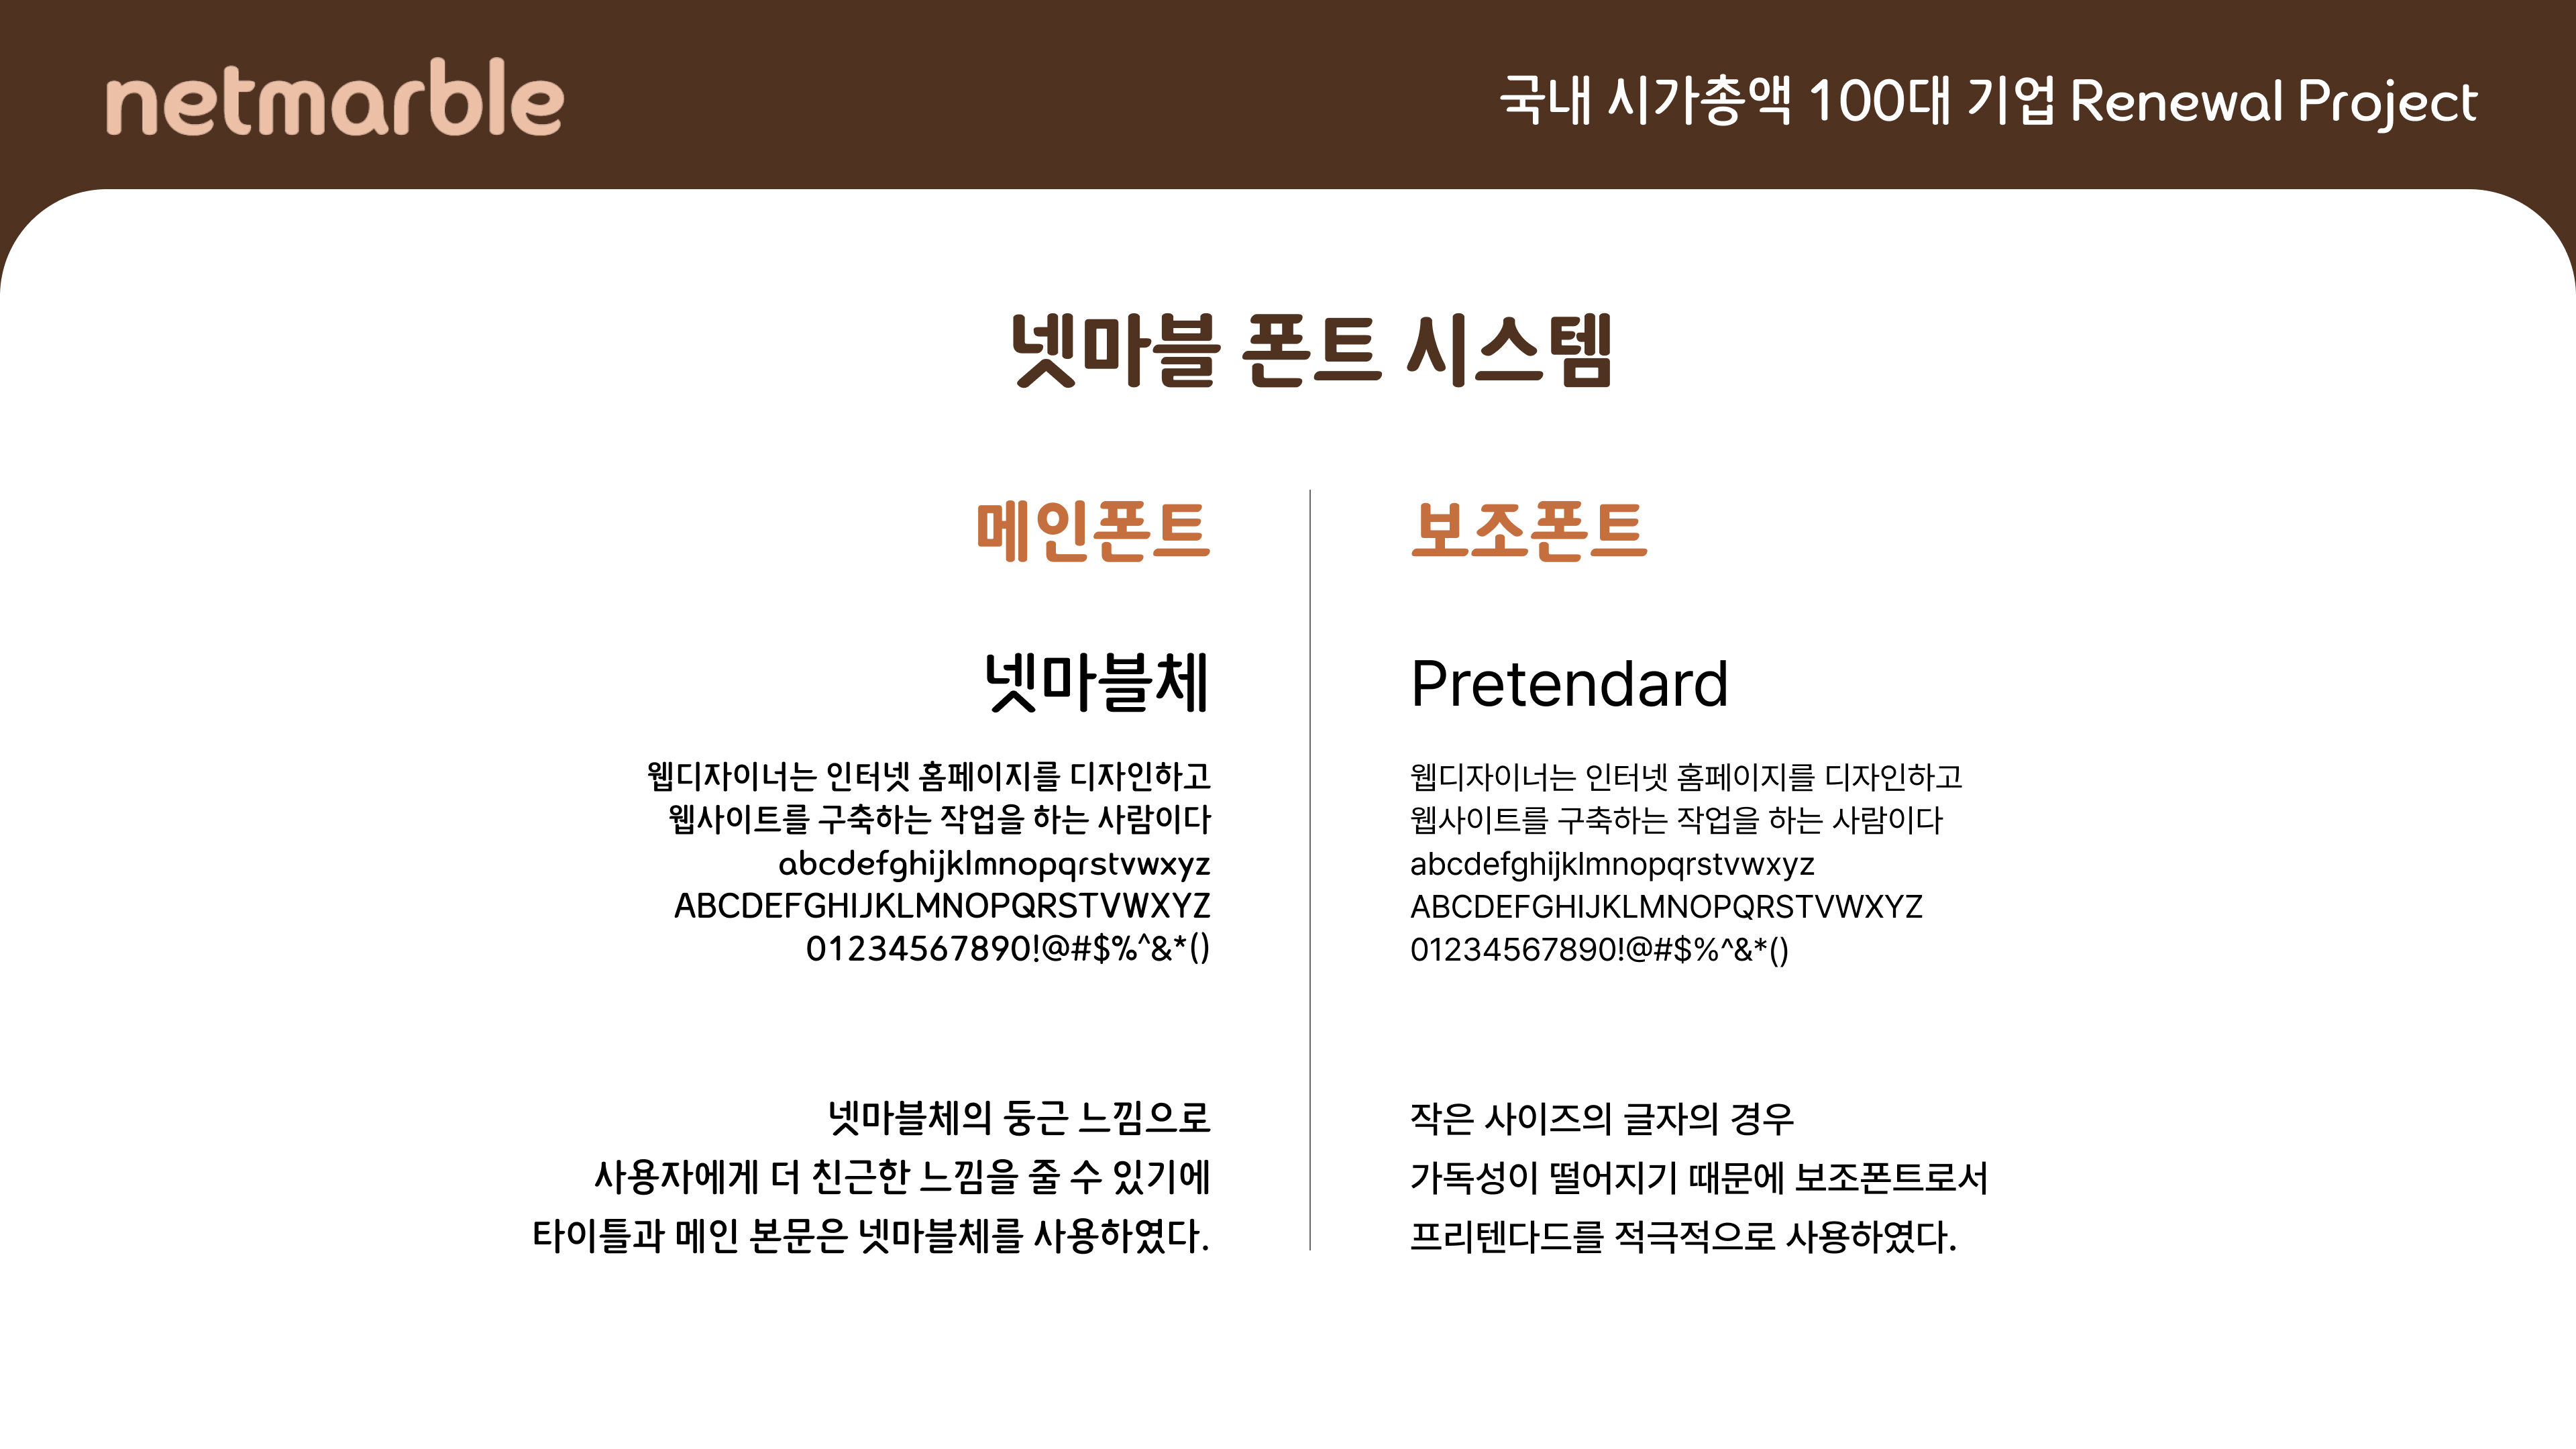 netmarble
국내 시가총액 100대 기업 Renewal Project
넷마블 폰트 시스템
메인폰트
넷마블체
웹디자이너는 인터넷 홈페이지를 디자인하고
웹사이트를 구축하는 작업을 하는 사람이다
abcdefghijklmnopqrstvwxyz
ABCDEFGHIJKLMNOPQRSTVWXYZ
01234567890!@#$%^&*()
넷마블체의 둥근 느낌으로
사용자에게 더 친근한 느낌을 줄 수 있기에
타이틀과 메인 본문은 넷마블체를 사용하였다.
보조폰트
Pretendard
웹디자이너는 인터넷 홈페이지를 디자인하고
웹사이트를 구축하는 작업을 하는 사람이다
abcdefghijklmnopqrstvwxyz
ABCDEFGHIJKLMNOPQRSTVWXYZ
01234567890!@#$%^&*()
작은 사이즈의 글자의 경우
가독성이 떨어지기 때문에 보조폰트로서
프리텐다드를 적극적으로 사용하였다.